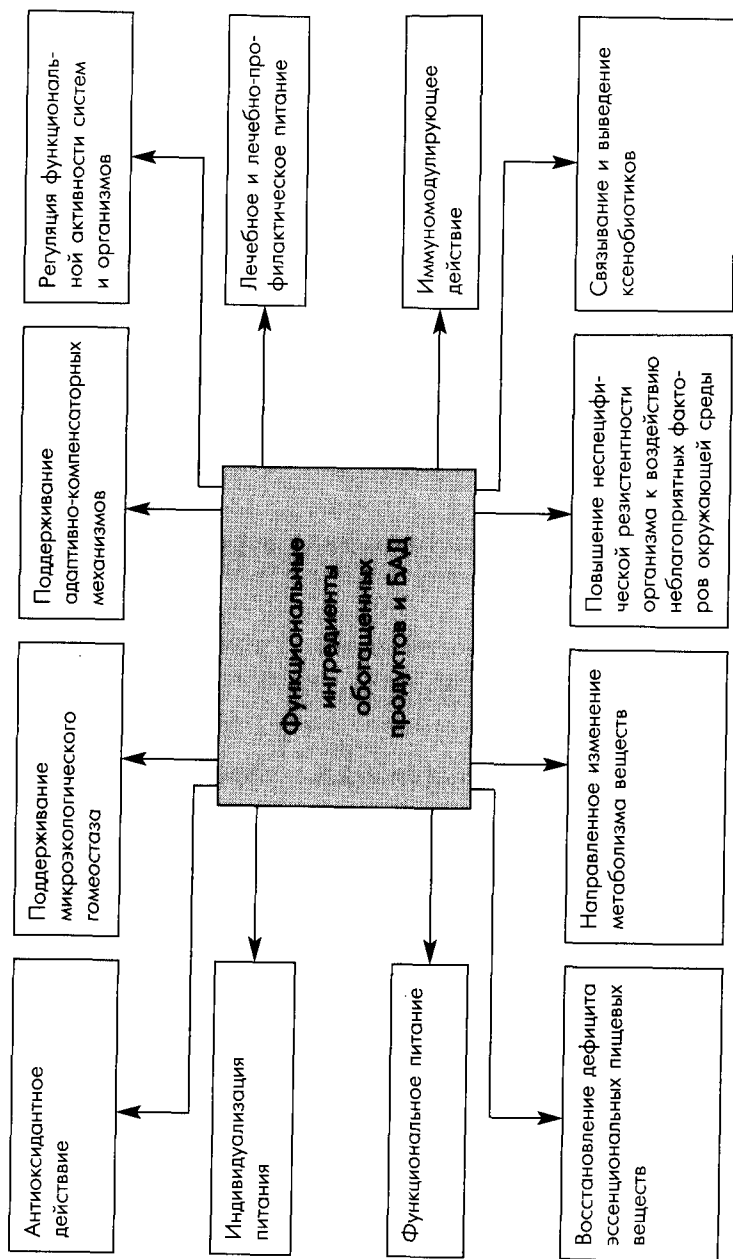 Антиоксидантное
действвие
Поддерживание
микроэкологического
гомеостаза
Поддерживание
адаптивно-компенсаторных
механизмов
Регуляция функциональ-
ной активности систем
и организмов
Индивидуализация
питания
Функциональные
ингредиенты
обогащенных
продуктов и БАД
Лечебное и лечебно-про-
филактическое питание
Функциональное питание
Иммуномодулирующее
действие
Восстановление дефицита
эссенциональных пищевых
веществ
Направленное изменение
метаболизма веществ
Повышение неспецифи-
ческой резистентности
организма к воздействию
неблагоприятных факто-
ров окружающей среды
Связывание и выведение
ксенобиотиков